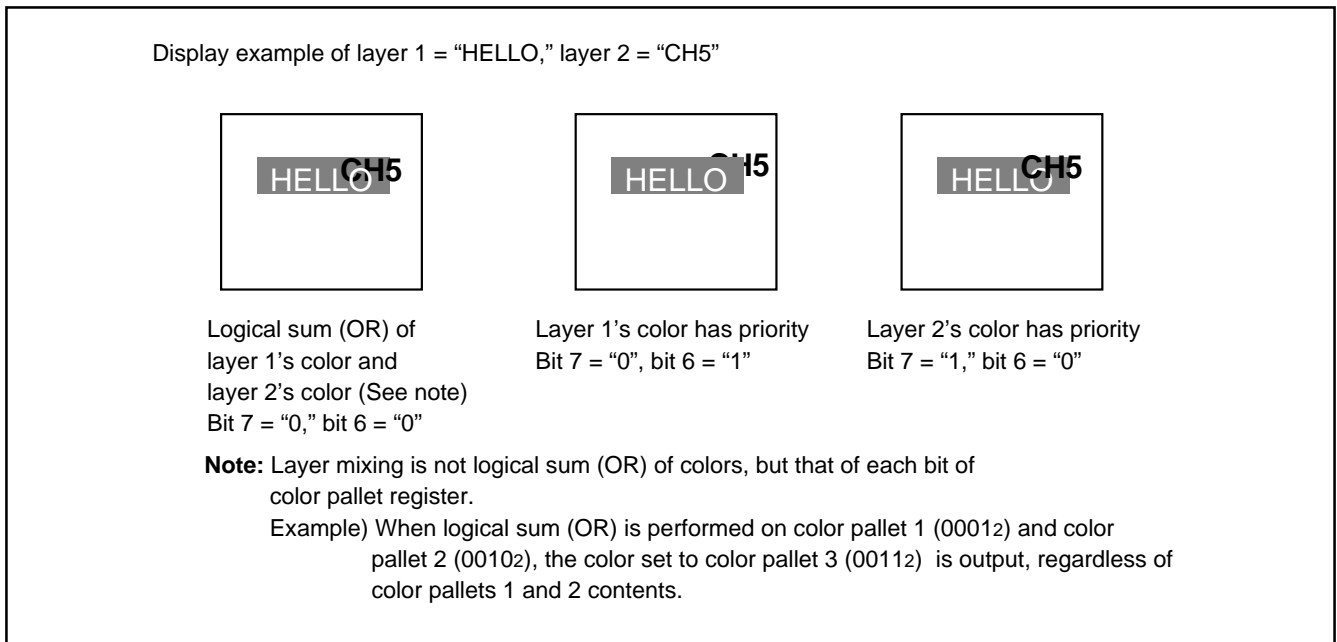 Display example of layer 1 = “HELLO,” layer 2 = “CH5”
HELLO CH5
HELLO H5
HELLO CH5
Logical sum (OR) of
layer 1’s color and
layer 2’s color (See note)
Bit 7 = “0,” bit 6 = “0”
Layer 1’s color has priority
Bit 7 = “0”, bit 6 = “1”
Layer 2’s color has priority
Bit 7 = “1,” bit 6 = “0”
Note: Layer mixing is not logical sum (OR) of colors, but that of each bit of
color pallet register.
Example) When logical sum (OR) is performed on color pallet 1 (00012) and color
pallet 2 (00102), the color set to color pallet 3 (00112) is output, regardless of
color pallets 1 and 2 contents.